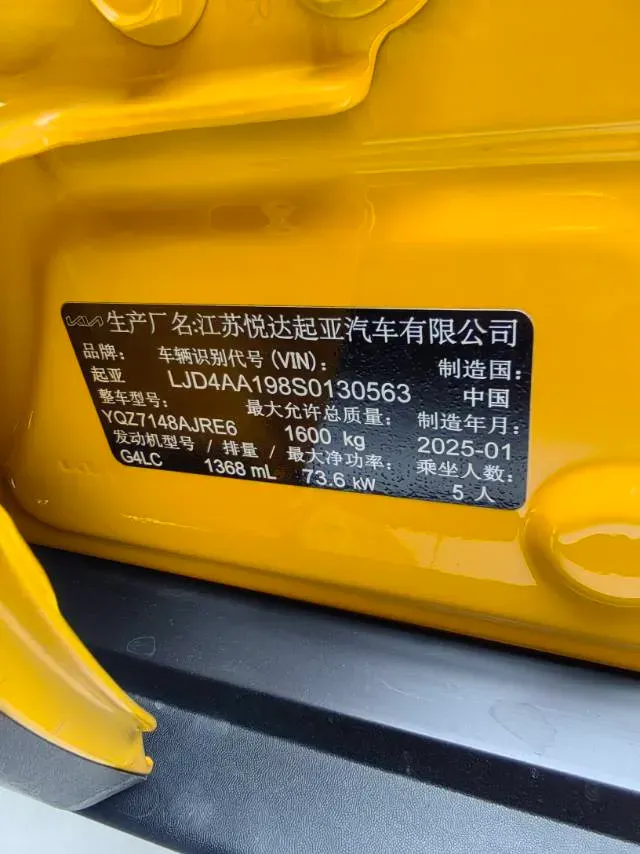 KIA 生产厂名:江苏悦达起亚汽车有限公司
品牌: 车辆识别代号(VIN): 制造国:
起亚 LJD4AA198S0130563 中国
整车型号: 最大允许总质量: 制造年月:
YQZ7148AJRE6 1600 kg 2025-01
发动机型号 / 排量 / 最大净功率: 乘坐人数:
G4LC 1368 mL 73.6 kW 5 人